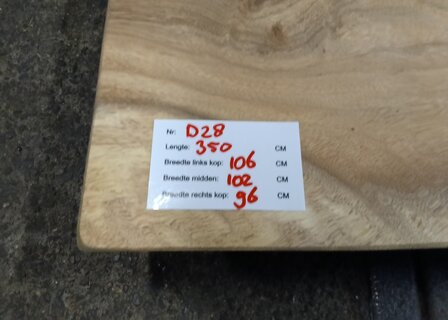 Nr: D28
Lengte: 350 CM
Breedte links kop: 106 CM
Breedte midden: 102 CM
Breedte rechts kop: 96 CM